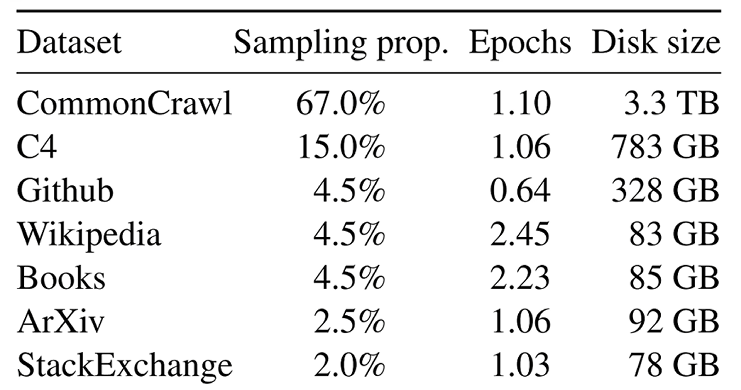 Dataset Sampling prop. Epochs Disk size
CommonCrawl 67.0% 1.10 3.3 TB
C4 15.0% 1.06 783 GB
Github 4.5% 0.64 328 GB
Wikipedia 4.5% 2.45 83 GB
Books 4.5% 2.23 85 GB
ArXiv 2.5% 1.06 92 GB
StackExchange 2.0% 1.03 78 GB